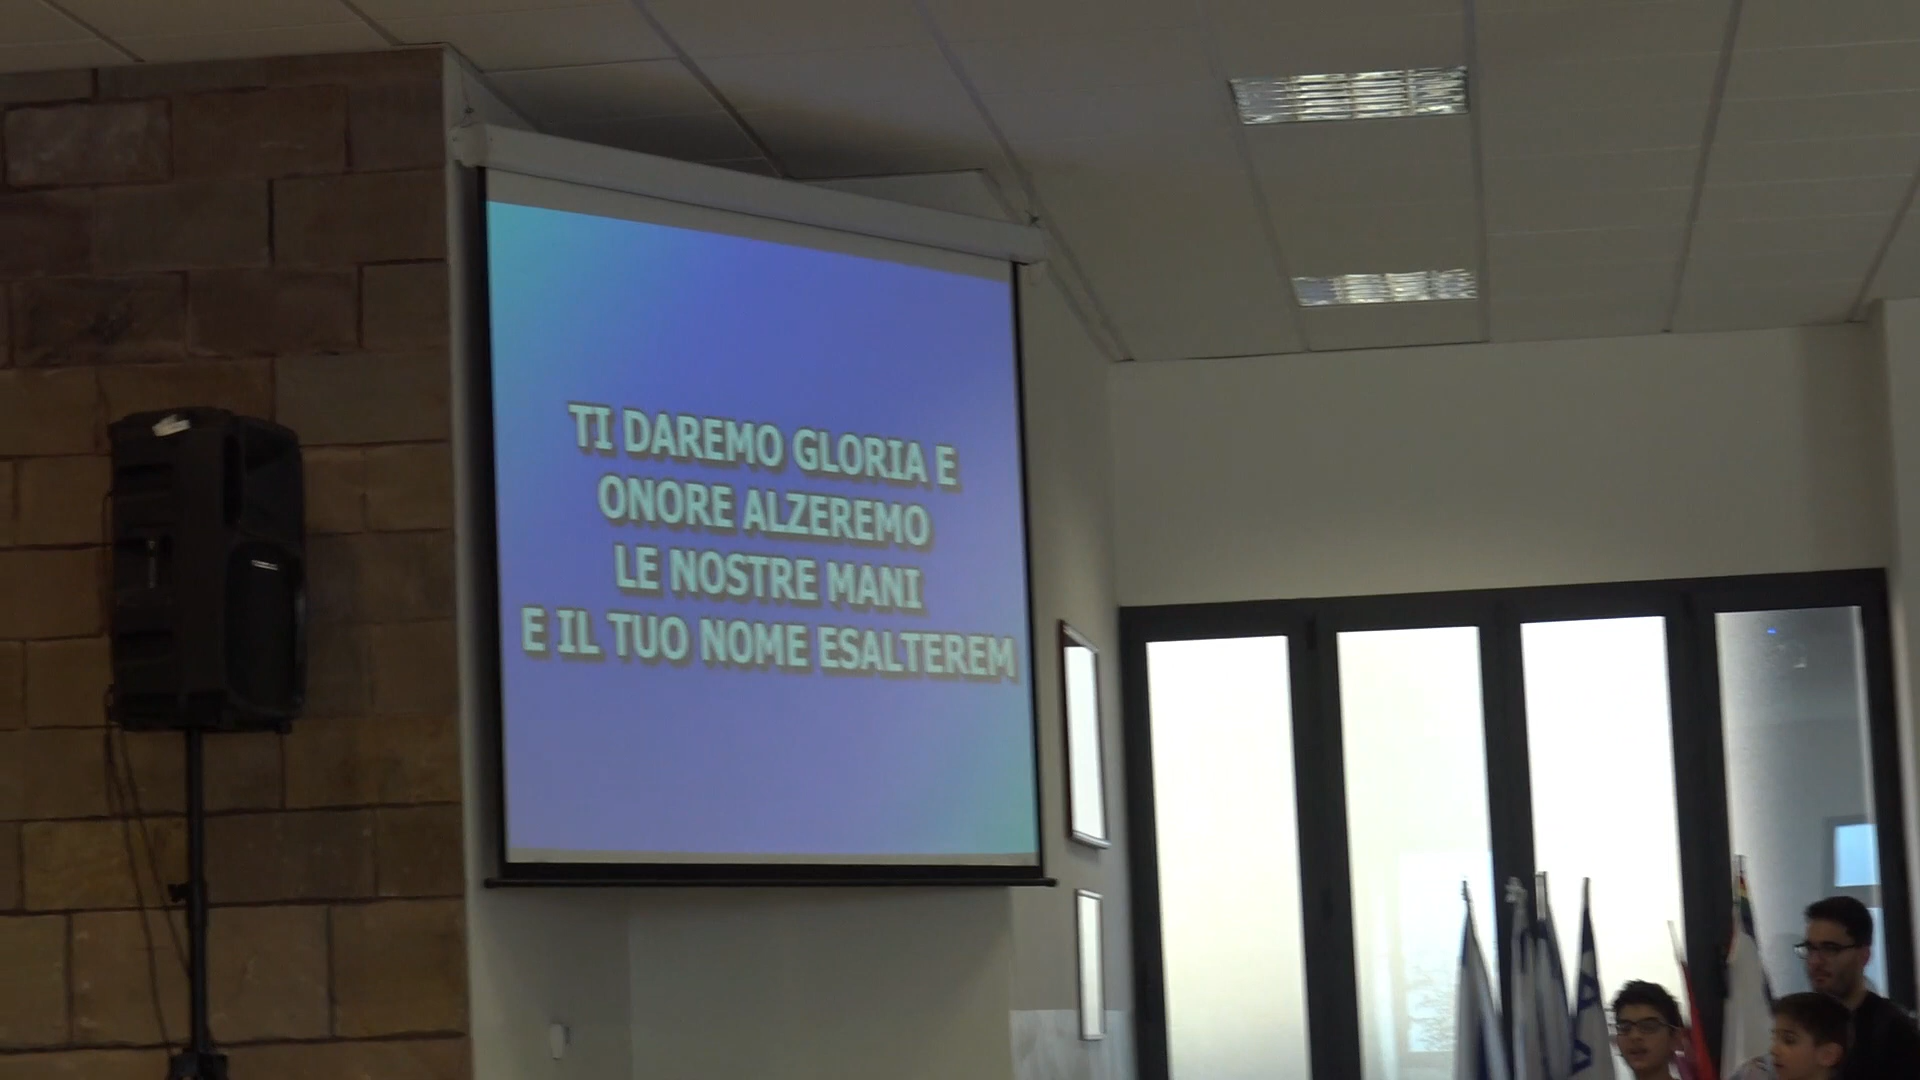 TI DAREMO GLORIA E
ONORE ALZEREMO
LE NOSTRE MANI
E IL TUO NOME ESALTEREM